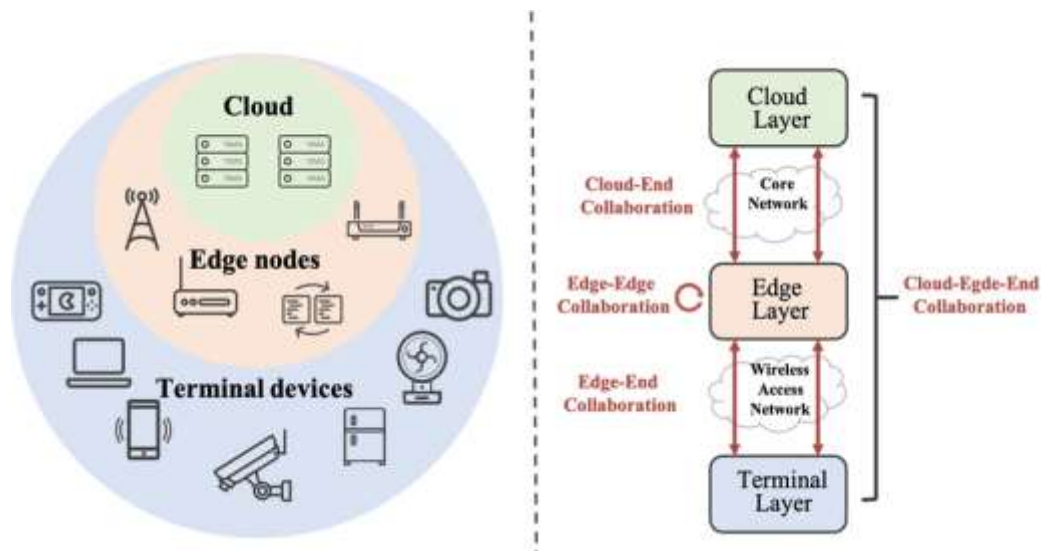 Cloud
Edge nodes
Terminal devices
Cloud
Layer
Cloud-End
Collaboration
Core
Network
Edge-Edge
Collaboration
Edge
Layer
Cloud-Egde-End
Collaboration
Edge-End
Collaboration
Wireless
Access
Network
Terminal
Layer